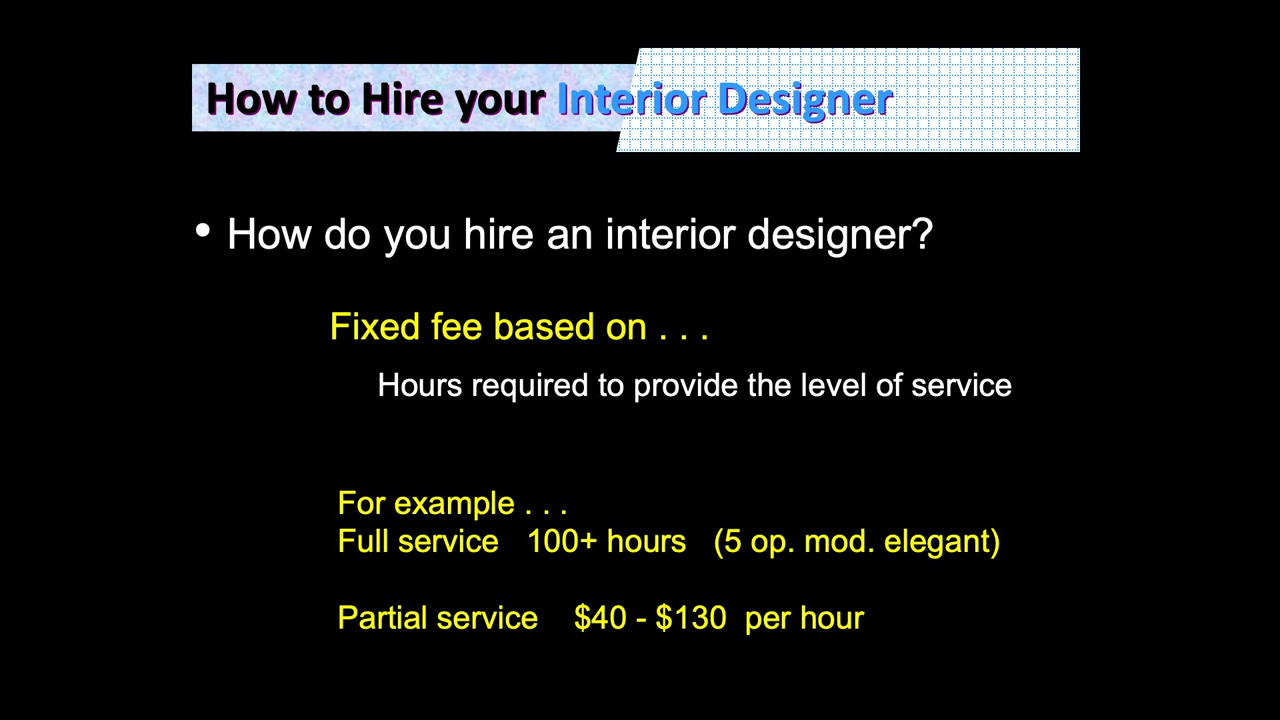 How to Hire your Interior Designer
• How do you hire an interior designer?
Fixed fee based on . . .
Hours required to provide the level of service
For example . . .
Full service 100+ hours (5 op. mod. elegant)
Partial service $40 - $130 per hour